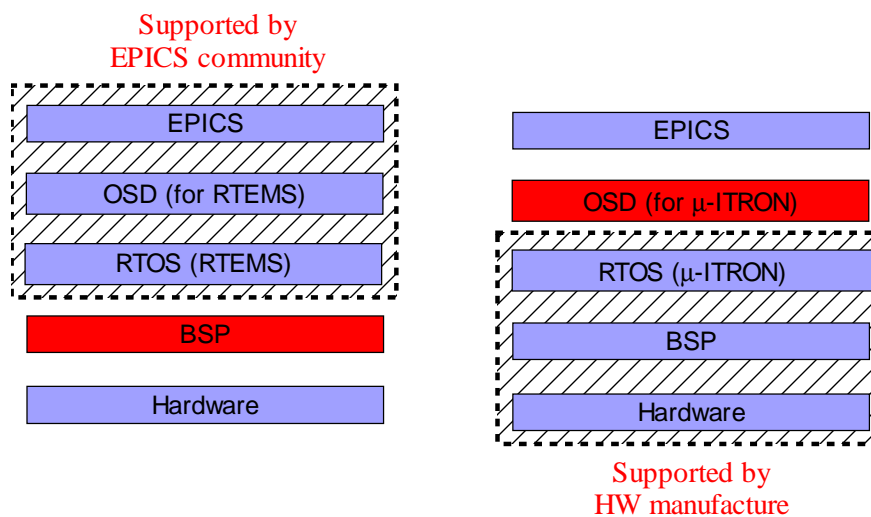 Supported by
EPICS community
EPICS
OSD (for RTEMS)
RTOS (RTEMS)
BSP
Hardware
EPICS
OSD (for μ-ITRON)
RTOS (μ-ITRON)
BSP
Hardware
Supported by
HW manufacture